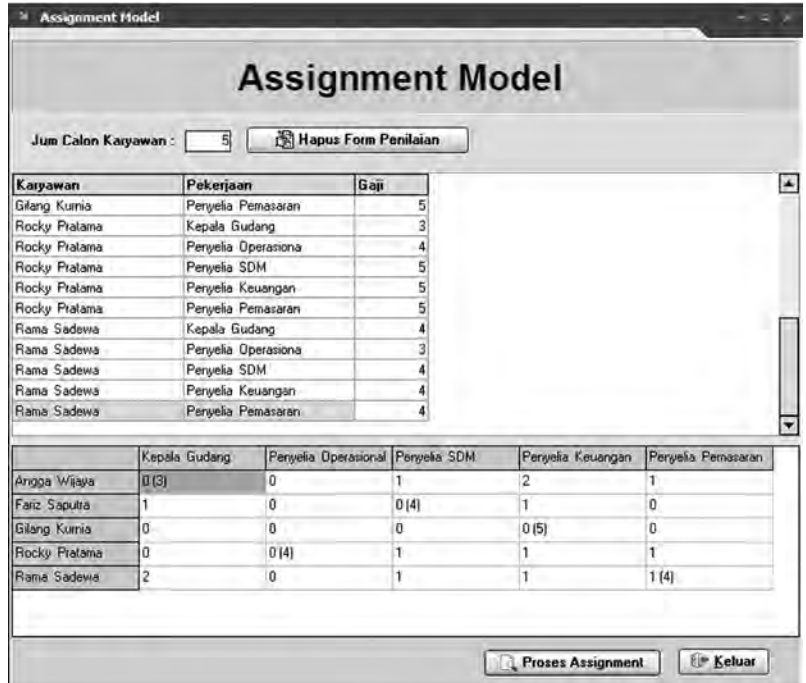 Assignment Model
Assignment Model
Jum Calon Karyawan : 5 Hapus Form Penilaian
Karyawan Pekerjaan Gaji
Gilang Kurnia Penyelia Pemasaran 5
Rocky Pratama Kepala Gudang 3
Rocky Pratama Penyelia Operasiona 4
Rocky Pratama Penyelia SDM 5
Rocky Pratama Penyelia Keuangan 5
Rocky Pratama Penyelia Pemasaran 5
Rama Sadewa Kepala Gudang 4
Rama Sadewa Penyelia Operasiona 3
Rama Sadewa Penyelia SDM 4
Rama Sadewa Penyelia Keuangan 4
Rama Sadewa Penyelia Pemasaran 4
Kepala Gudang Penyelia Operasional Penyelia SDM Penyelia Keuangan Penyelia Pemasaran
Angga Wijaya 0 (3) 0 1 2 1
Fariz Saputra 1 0 0 (4) 1 0
Gilang Kurnia 0 0 0 0 (5) 0
Rocky Pratama 0 0 (4) 1 1 1
Rama Sadewa 2 0 1 1 1 (4)
Proses Assignment Keluar